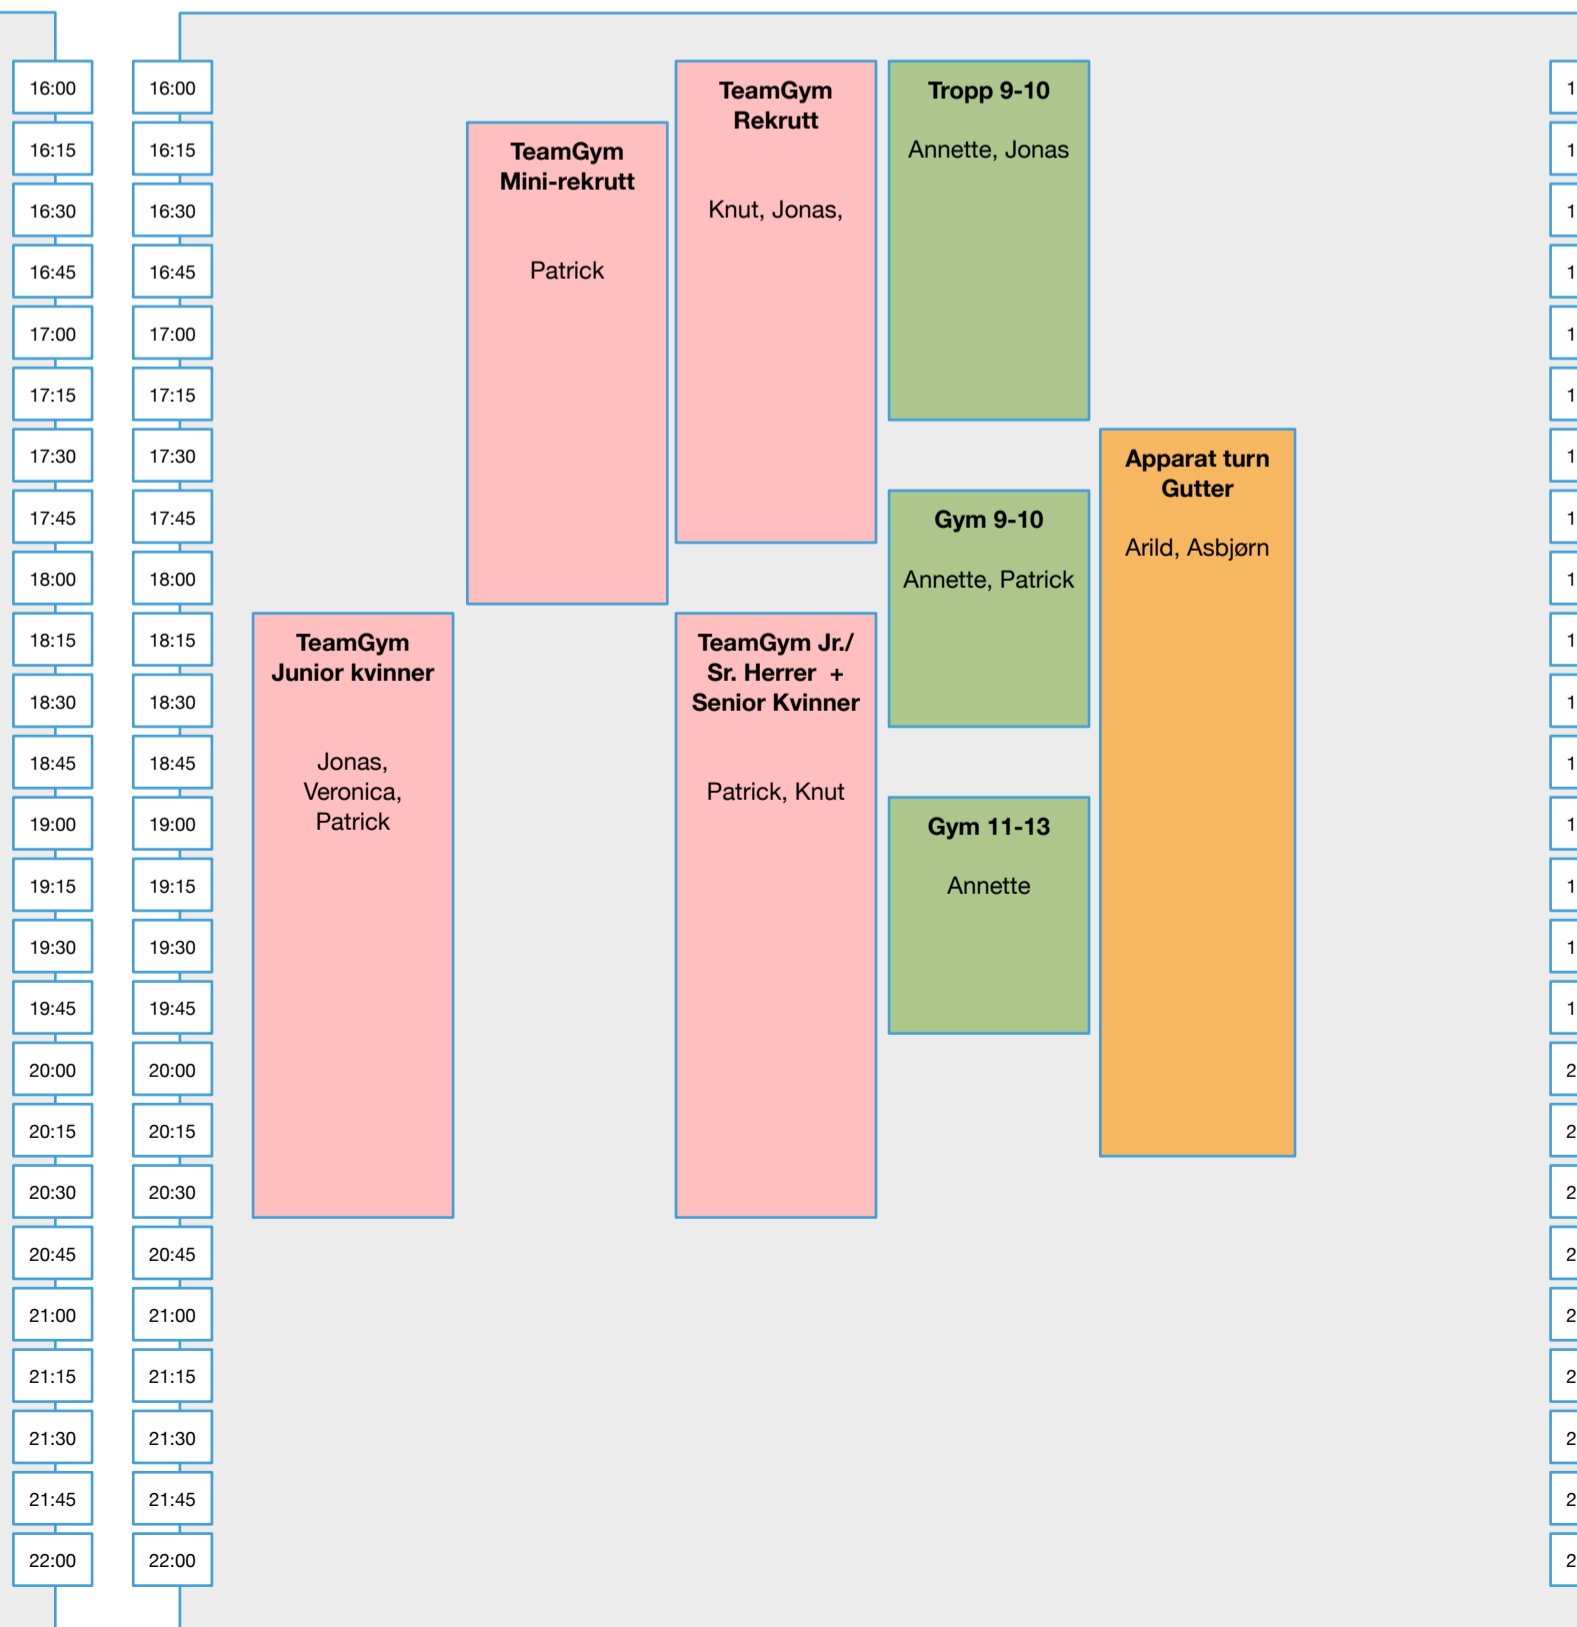 16:00
16:15
16:30
16:45
17:00
17:15
17:30
17:45
18:00
18:15
18:30
18:45
19:00
19:15
19:30
19:45
20:00
20:15
20:30
20:45
21:00
21:15
21:30
21:45
22:00
16:00
16:15
16:30
16:45
17:00
17:15
17:30
17:45
18:00
18:15
18:30
18:45
19:00
19:15
19:30
19:45
20:00
20:15
20:30
20:45
21:00
21:15
21:30
21:45
22:00
TeamGym
Junior kvinner
Jonas,
Veronica,
Patrick
TeamGym
Mini-rekrutt
Patrick
TeamGym
Rekrutt
Knut, Jonas,
TeamGym Jr./
Sr. Herrer +
Senior Kvinner
Patrick, Knut
Tropp 9-10
Annette, Jonas
Gym 9-10
Annette, Patrick
Gym 11-13
Annette
Apparat turn
Gutter
Arild, Asbjørn